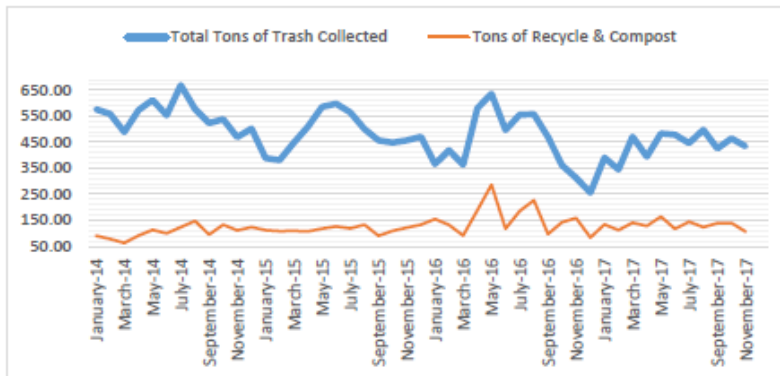 Total Tons of Trash Collected Tons of Recycle & Compost
650.00
550.00
450.00
350.00
250.00
150.00
50.00
January-14
March-14
May-14
July-14
September-14
November-14
January-15
March-15
May-15
July-15
September-15
November-15
January-16
March-16
May-16
July-16
September-16
November-16
January-17
March-17
May-17
July-17
September-17
November-17